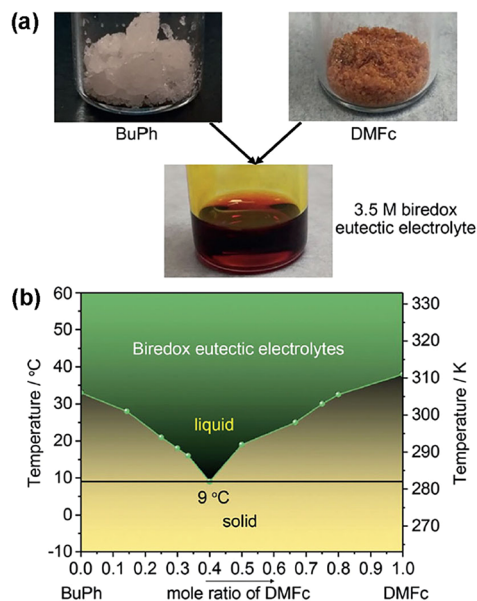 (a)
BuPh
DMFc
3.5 M biredox
eutectic electrolyte
(b)
60
50
40
30
20
10
0
-10
Temperature / ºC
Biredox eutectic electrolytes
liquid
9 ºC
solid
330
320
310
300
290
280
270
Temperature / K
0.0 0.1 0.2 0.3 0.4 0.5 0.6 0.7 0.8 0.9 1.0
BuPh mole ratio of DMFc DMFc